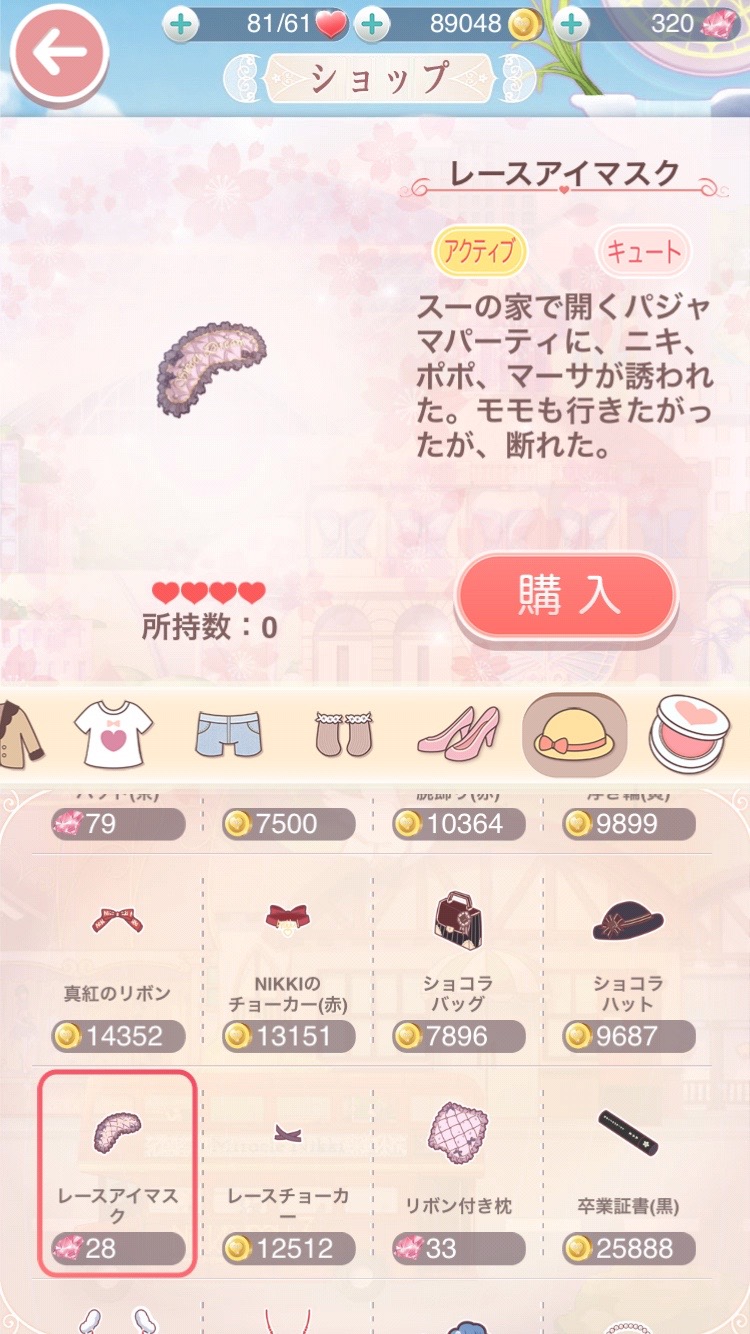 81/61
89048
320
ショップ
レースアイマスク
アクティブ
キュート
スーの家で開くパジャ
マパーティに、ニキ、
ポポ、マーサが誘われ
た。モモも行きたがっ
たが、断れた。
所持数：0
購入
79
7500
10364
9899
真紅のリボン
NIKKIの
チョーカー(赤)
ショコラ
バッグ
ショコラ
ハット
14352
13151
7896
9687
レースアイマス
ク
レースチョーカ
ー
リボン付き枕
卒業証書(黒)
28
12512
33
25888